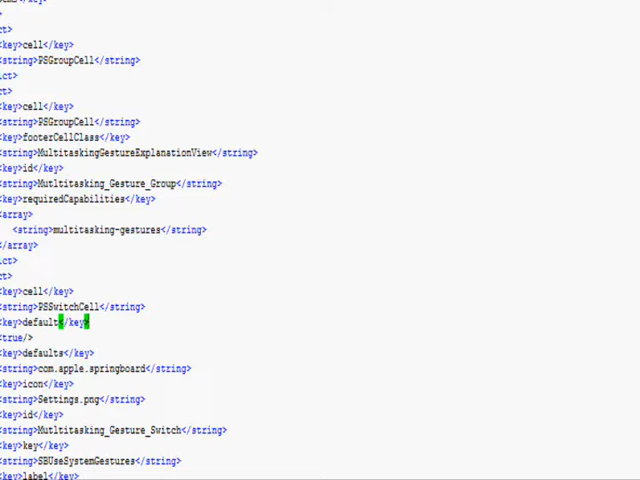 </key>
ct>
<key>cell</key>
<string>PSGroupCell</string>
ict>
ct>
<key>cell</key>
<string>PSGroupCell</string>
<key>footerCellClass</key>
<string>MultitaskingGestureExplanationView</string>
<key>id</key>
<string>Mutltitasking_Gesture_Group</string>
<key>requiredCapabilities</key>
<array>
<string>multitasking-gestures</string>
</array>
ict>
ct>
<key>cell</key>
<string>PSSwitchCell</string>
<key>default</key>
<true/>
<key>defaults</key>
<string>com.apple.springboard</string>
<key>icon</key>
<string>Settings.png</string>
<key>id</key>
<string>Mutltitasking_Gesture_Switch</string>
<key>key</key>
<string>SBUseSystemGestures</string>
<key>label</key>